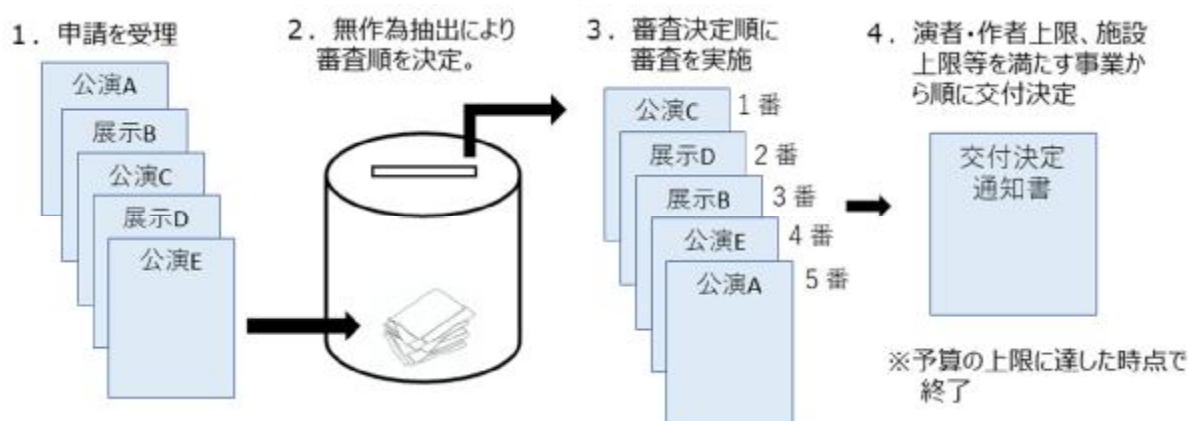 1．申請を受理
公演A
展示B
公演C
展示D
公演E
2．無作為抽出により
審査順を決定。
3．審査決定順に
審査を実施
公演C
1番
展示D
2番
展示B
3番
公演E
4番
公演A
5番
4．演者・作者上限、施設
上限等を満たす事業か
ら順に交付決定
交付決定
通知書
※予算の上限に達した時点で
終了